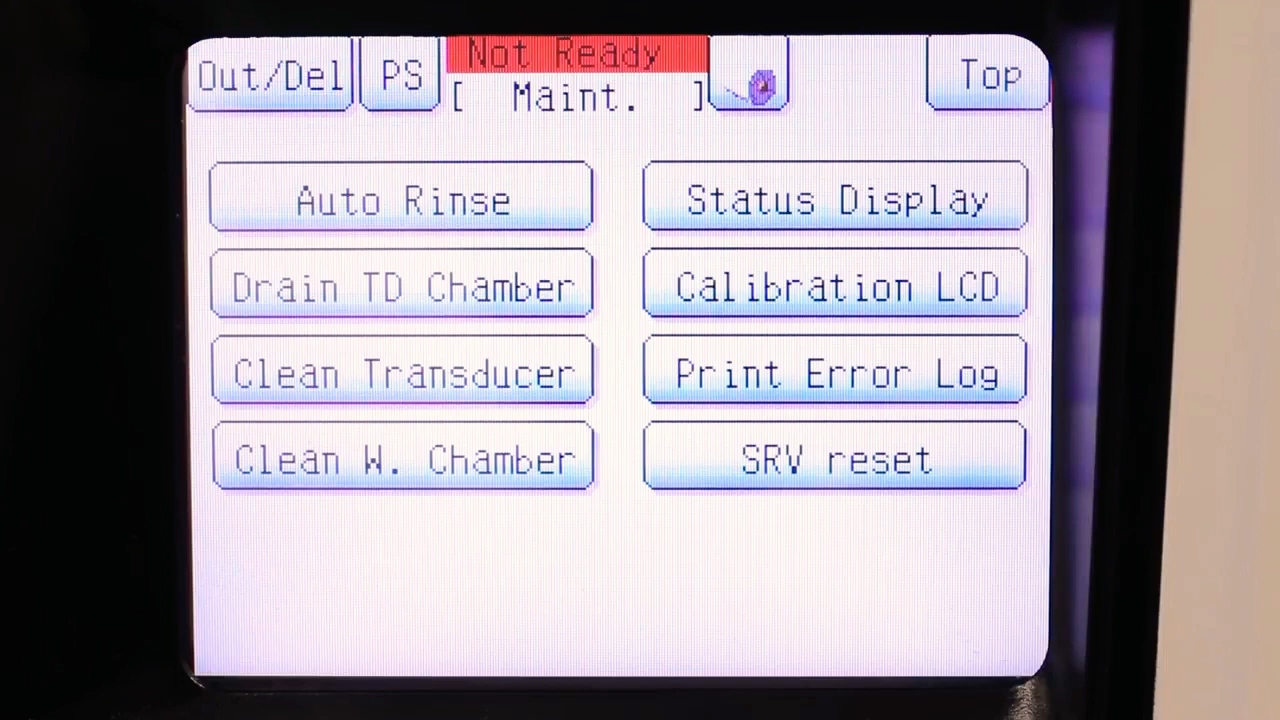 Out/Del PS Not Ready Top
[ Maint. ]
Auto Rinse Status Display
Drain TD Chamber Calibration LCD
Clean Transducer Print Error Log
Clean W. Chamber SRV reset